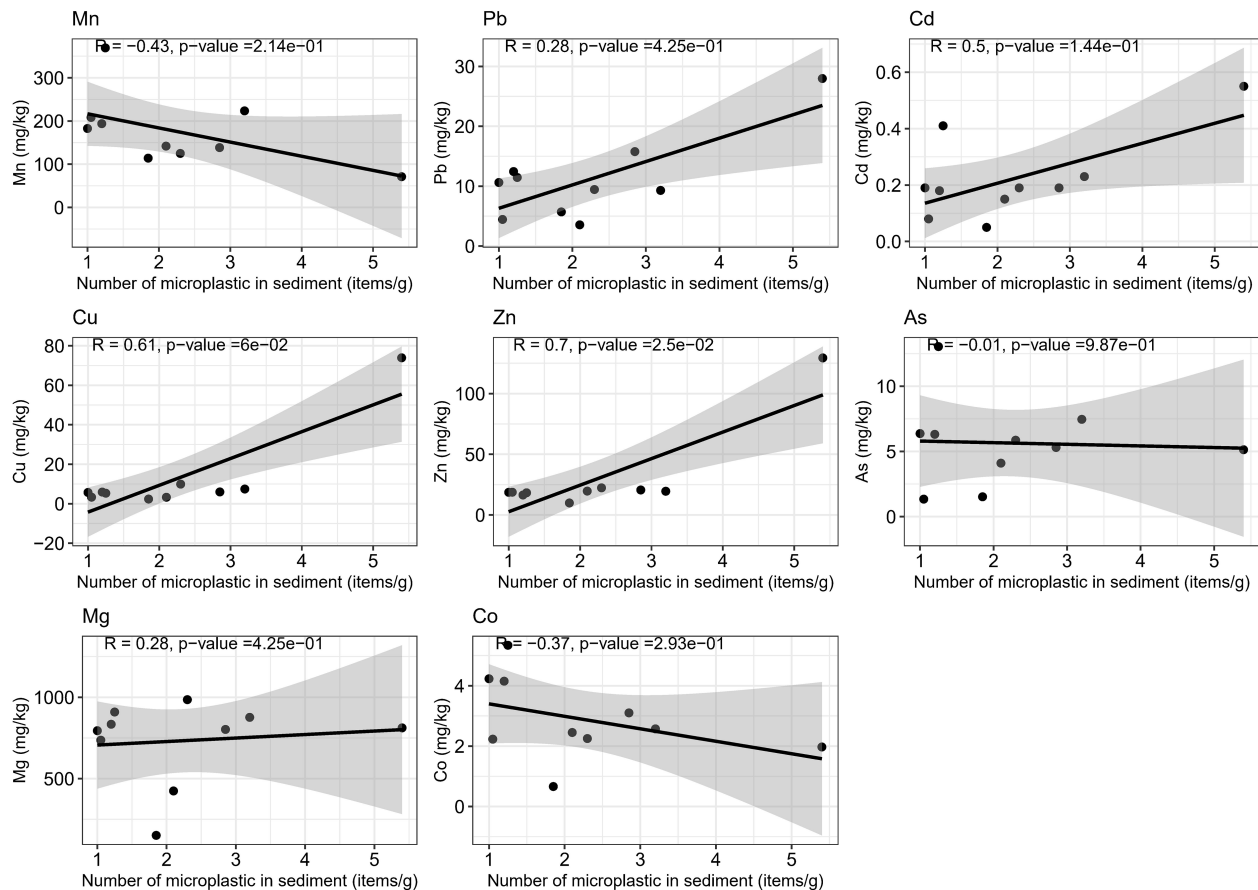 Mn
R = −0.43, p-value =2.14e−01
Mn (mg/kg)
300
200
100
0
1 2 3 4 5
Number of microplastic in sediment (items/g)
Pb
R = 0.28, p-value =4.25e−01
Pb (mg/kg)
30
20
10
0
1 2 3 4 5
Number of microplastic in sediment (items/g)
Cd
R = 0.5, p-value =1.44e−01
Cd (mg/kg)
0.6
0.4
0.2
0.0
1 2 3 4 5
Number of microplastic in sediment (items/g)
Cu
R = 0.61, p-value =6e−02
Cu (mg/kg)
80
60
40
20
0
−20
1 2 3 4 5
Number of microplastic in sediment (items/g)
Zn
R = 0.7, p-value =2.5e−02
Zn (mg/kg)
100
50
0
1 2 3 4 5
Number of microplastic in sediment (items/g)
As
R = −0.01, p-value =9.87e−01
As (mg/kg)
10
5
0
1 2 3 4 5
Number of microplastic in sediment (items/g)
Mg
R = 0.28, p-value =4.25e−01
Mg (mg/kg)
1000
500
1 2 3 4 5
Number of microplastic in sediment (items/g)
Co
R = −0.37, p-value =2.93e−01
Co (mg/kg)
4
2
0
1 2 3 4 5
Number of microplastic in sediment (items/g)